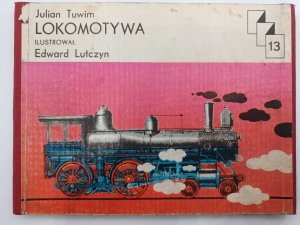 Julian Tuwim
LOKOMOTYWA
ILUSTROWAŁ
Edward Lutczyn
13